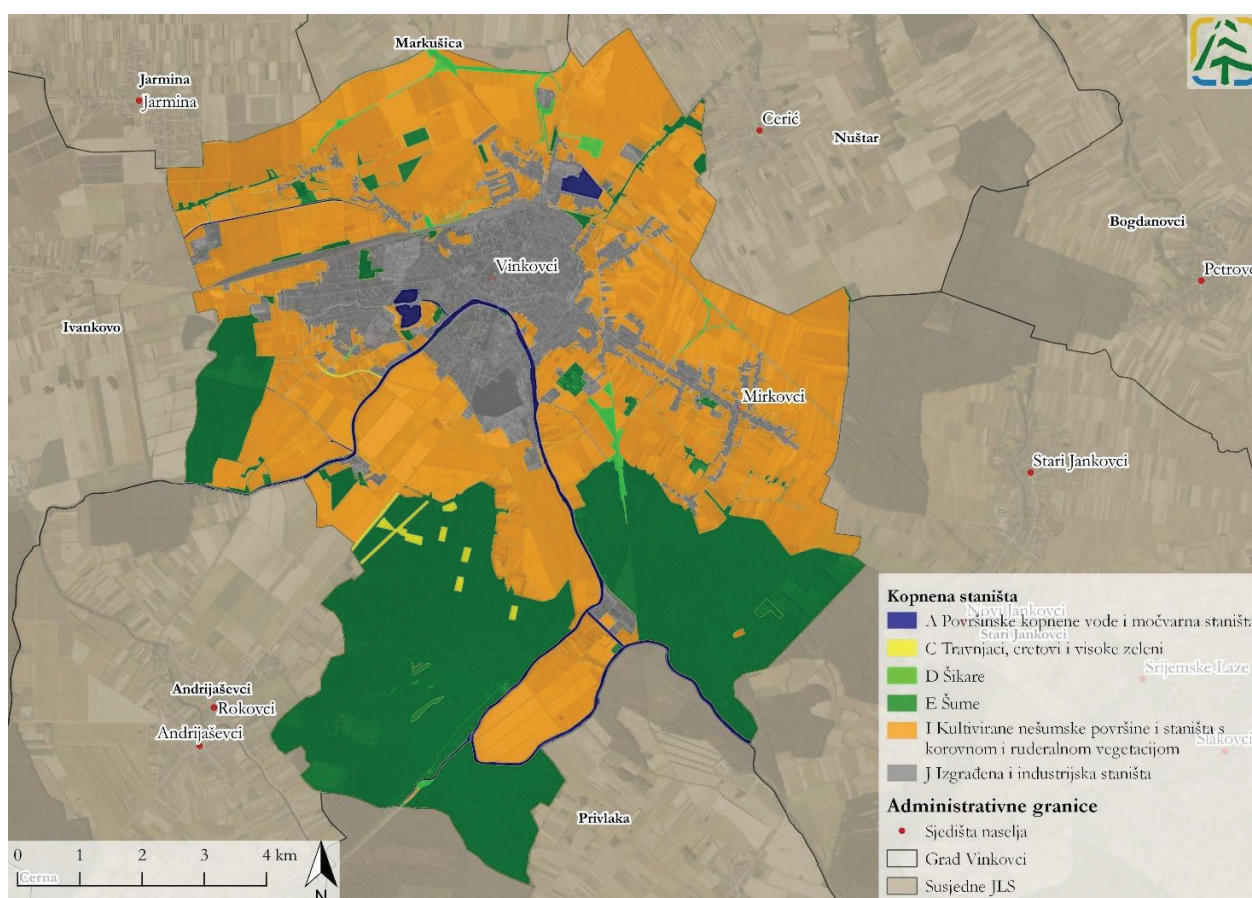 Markušica
Jarmina
Jarmina
Cerić
Nuštar
Bogdanovci
Petrovc
Vinkovci
Ivankovo
Mirkovci
Stari Jankovci
Kopnena staništa
Novi Jankovci
A Površinske kopnene vode i močvarna staništa
Stari Jankovci
C Travnjaci, cretovi i visoke zeleni
Srijemske Laze
D Šikare
E Šume
Andrijaševci
Rokovci
Andrijaševci
I Kultivirane nešumske površine i staništa s
korovnom i ruderalnom vegetacijom
Slakovci
J Izgrađena i industrijska staništa
Administrativne granice
Privlaka
Sjedišta naselja
Grad Vinkovci
Susjedne JLS
0 1 2 3 4 km
Cerna
N